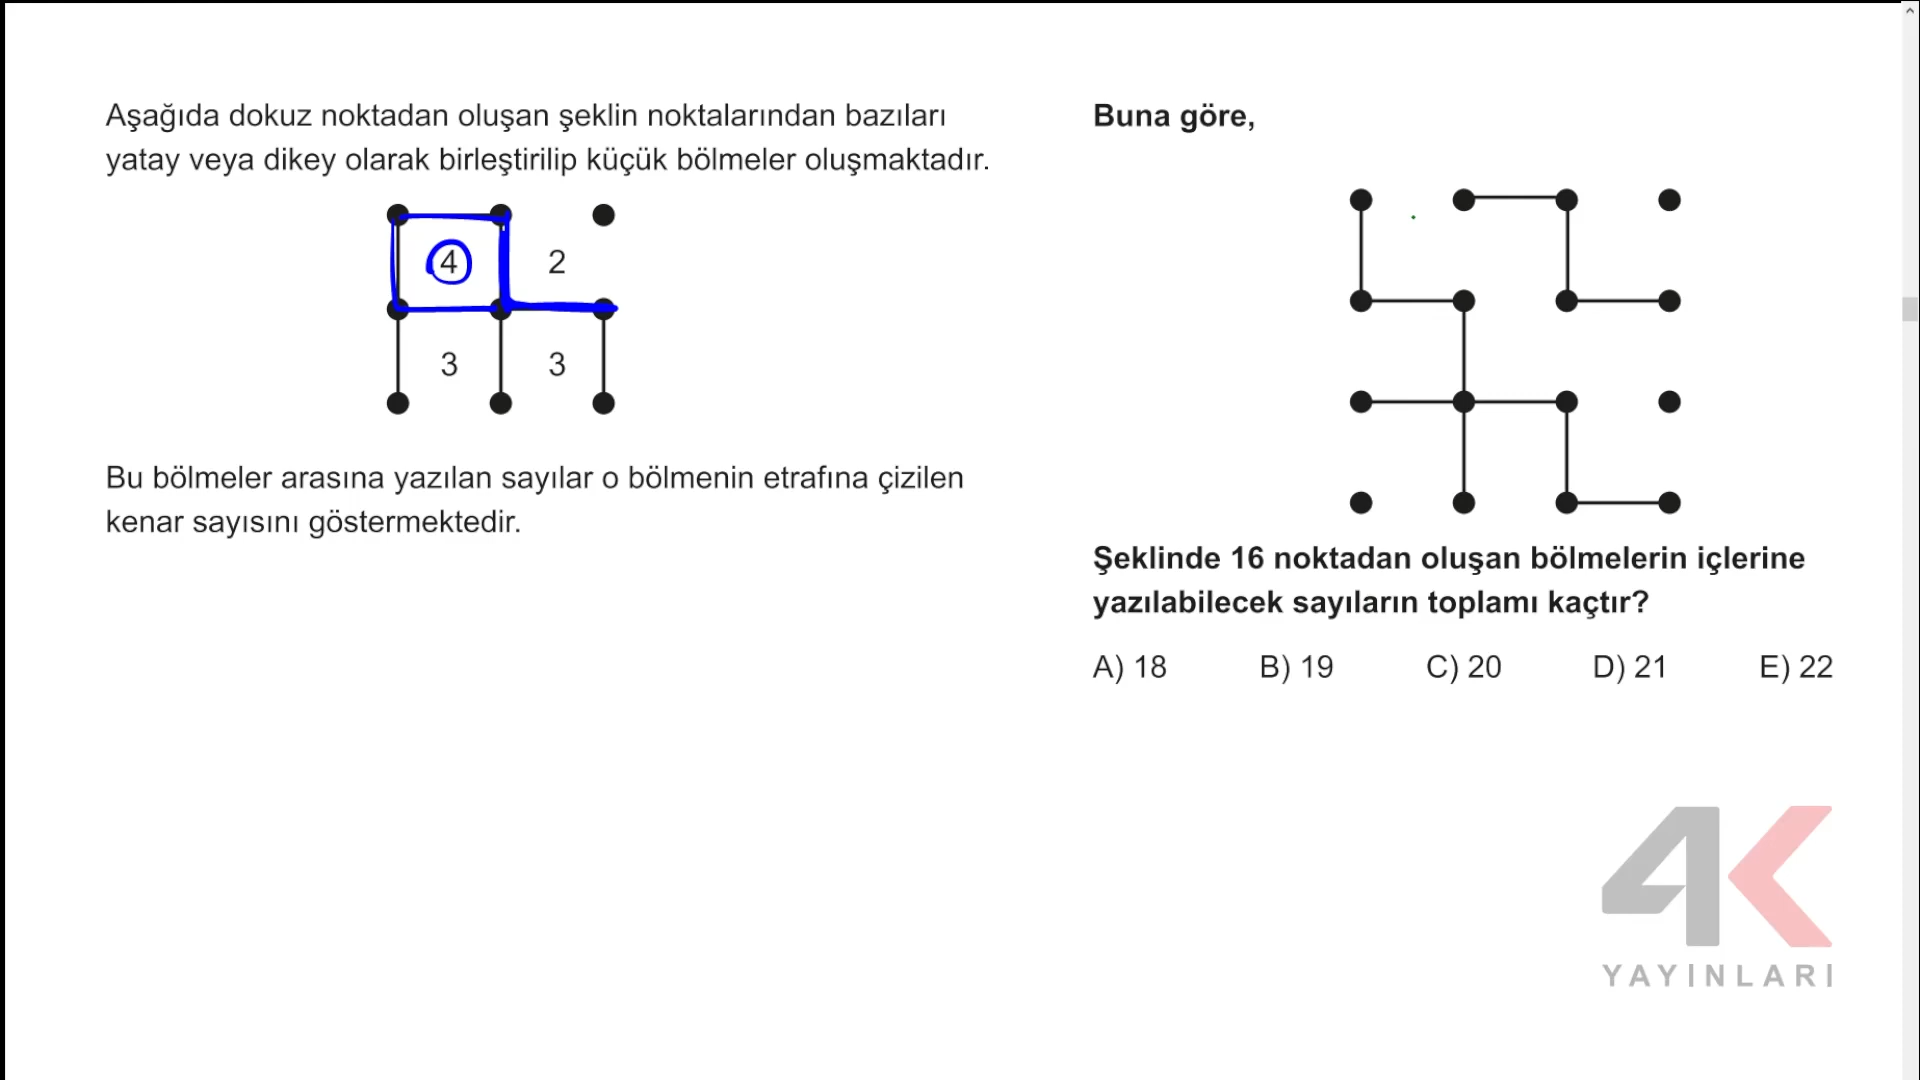 Aşağıda dokuz noktadan oluşan şeklin noktalarından bazıları
yatay veya dikey olarak birleştirilip küçük bölmeler oluşmaktadır.
4 2
3 3
Bu bölmeler arasına yazılan sayılar o bölmenin etrafına çizilen
kenar sayısını göstermektedir.
Buna göre,
Şeklinde 16 noktadan oluşan bölmelerin içlerine
yazılabilecek sayıların toplamı kaçtır?
A) 18 B) 19 C) 20 D) 21 E) 22
4K
YAYINLARI